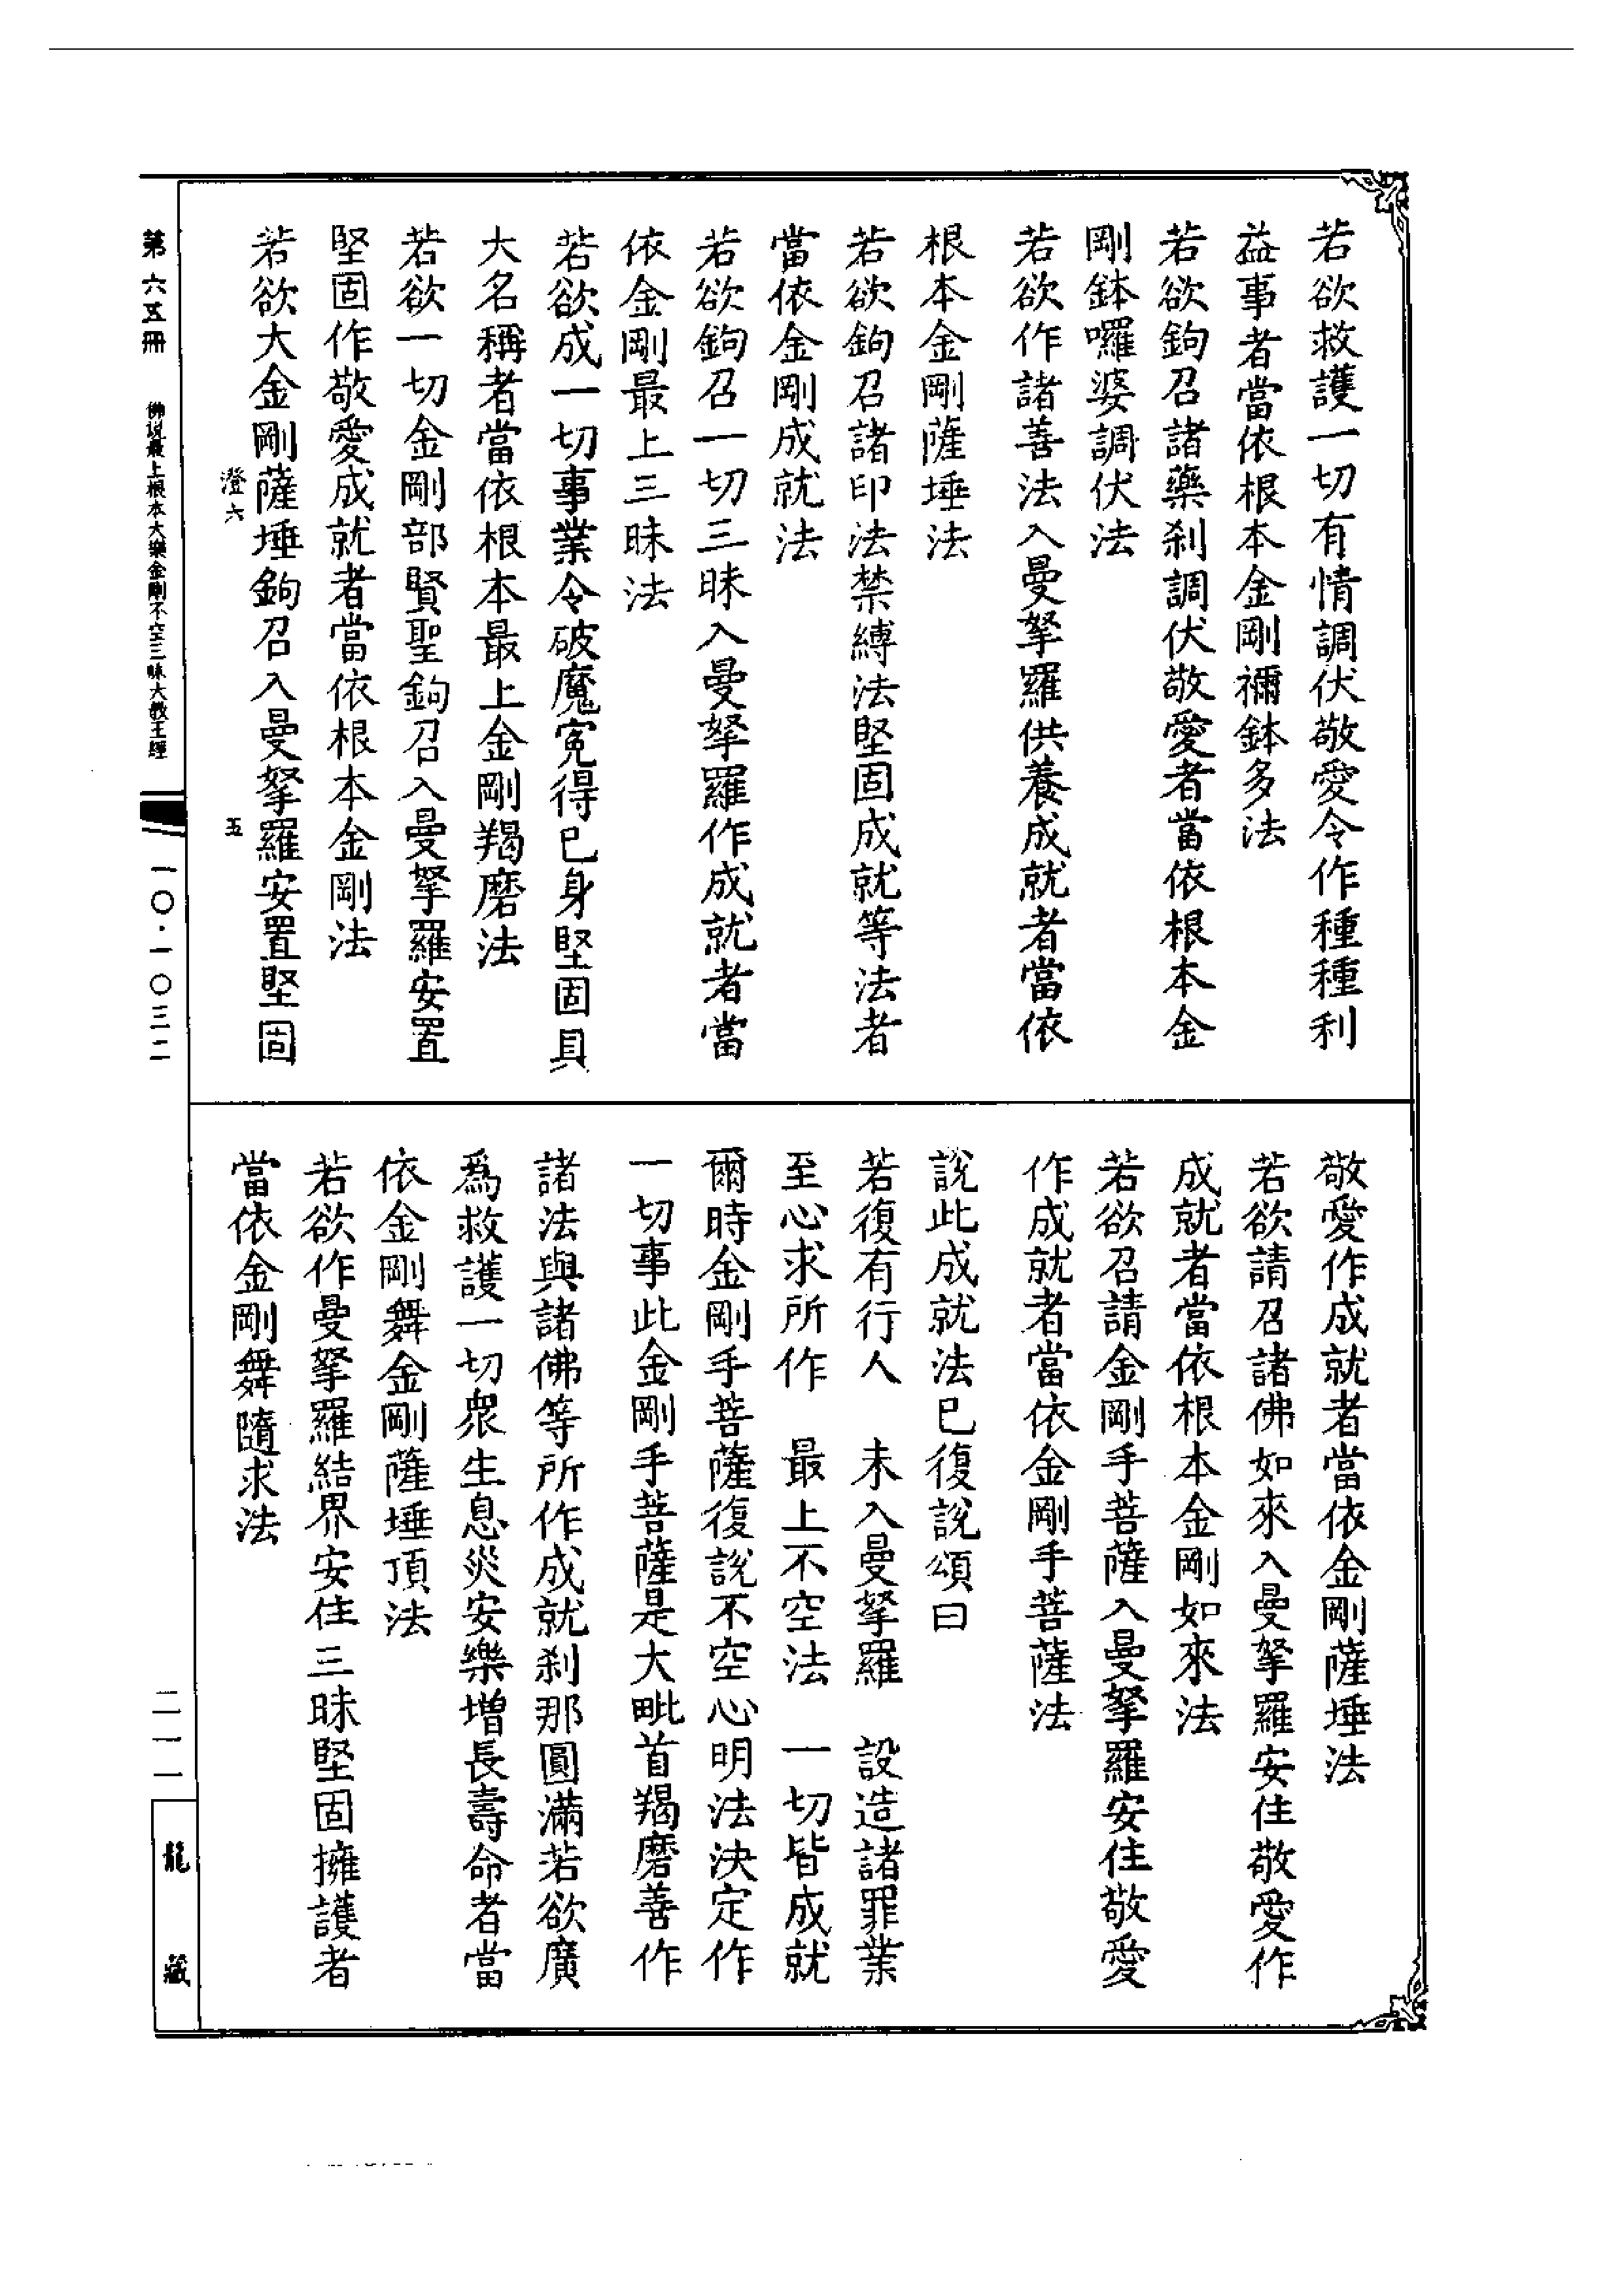 若欲救護一切有情調伏敬愛令作種種利
益事者當依根本金剛禰鉢多法
若欲鉤召諸藥刹調伏敬愛者當依根本金
剛鉢囉婆調伏法
若欲作諸善法入曼拏羅供養成就者當依
根本金剛薩埵法
若欲鉤召諸印法禁縛法堅固成就等法者
當依金剛成就法
若欲鉤召一切三昧入曼拏羅作成就者當
依金剛最上三昧法
若欲成一切事業令破魔寃得已身堅固具
大名稱者當依根本最上金剛羯磨法
若欲一切金剛部賢聖鉤召入曼拏羅安置
堅固作敬愛成就者當依根本金剛法
若欲大金剛薩埵鉤召入曼拏羅安置堅固
敬愛作成就者當依金剛薩埵法
若欲請召諸佛如來入曼拏羅安住敬愛作
成就者當依根本金剛如來法
若欲召請金剛手菩薩入曼拏羅安住敬愛
作成就者當依金剛手菩薩法
說此成就法已復說頌曰
若復有行人　未入曼拏羅　設造諸罪業
至心求所作　最上不空法　一切皆成就
爾時金剛手菩薩復說不空心明法決定作
一切事此金剛手菩薩是大毗首羯磨善作
諸法與諸佛等所作成就刹那圓滿若欲廣
爲救護一切衆生息災安樂增長壽命者當
依金剛舞金剛薩埵頂法
若欲作曼拏羅結界安住三昧堅固擁護者
當依金剛舞隨求法
澄六
五
第六五冊
佛说最上根本大樂金剛不空三昧大教王經
一〇·一〇三二
二一一
龍藏